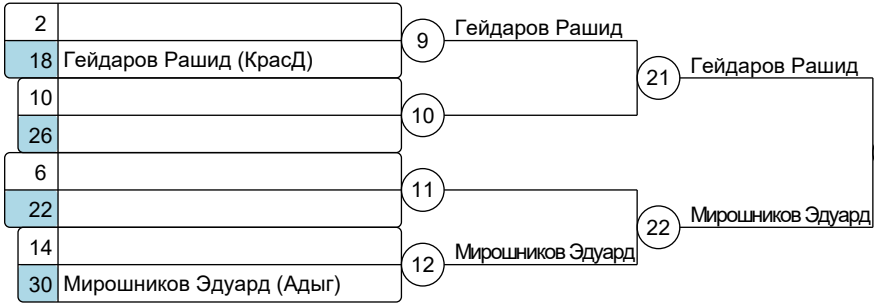 2
9 Гейдаров Рашид
18 Гейдаров Рашид (КрасД)
21 Гейдаров Рашид
10
10
26
6
11
22
22 Мирошников Эдуард
14
12 Мирошников Эдуард
30 Мирошников Эдуард (Адыг)